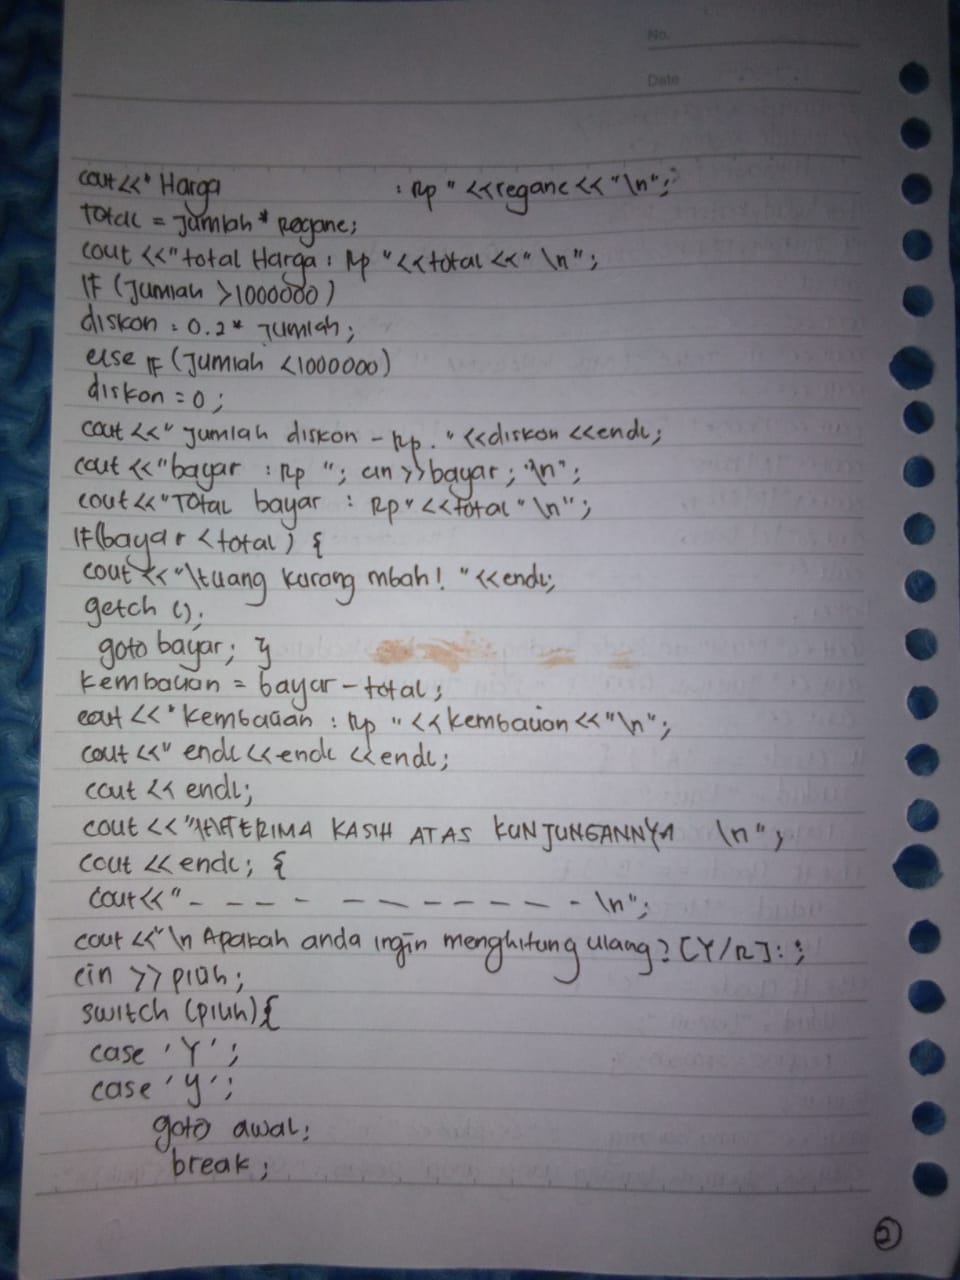 No.
Date
cout<<" Harga : Rp " <<regane<<"\n";
total = Jumlah * Regane;
cout <<"total Harga : Rp "<<total <<" \n";
IF (Jumlah >1000000)
diskon : 0.2* Jumlah;
else IF (Jumlah <1000000)
diskon = 0;
cout <<" Jumlah diskon - Rp. "<<diskon <<endl;
cout <<"bayar : Rp "; cin >>bayar; "\n";
cout<<"Total bayar : Rp"<<total "\n";
IF(bayar <total) {
cout <<"\tuang kurang mbah! "<<endl;
getch ();
goto bayar; }
kembalian = bayar-total;
cout <<" Kembalian : Rp "<<kembalian<<"\n";
cout <<" endl <<endl <<endl;
cout << endl;
cout <<" TERIMA KASIH ATAS KUNJUNGANNYA \n";
cout << endl; {
cout<<"- - - - - - - - - - - -\n";
cout <<"\n Apakah anda ingin menghitung ulang? [Y/R]: ;
cin >> pilih;
switch (pilih){
case 'Y';
case 'y';
goto awal;
break;
2